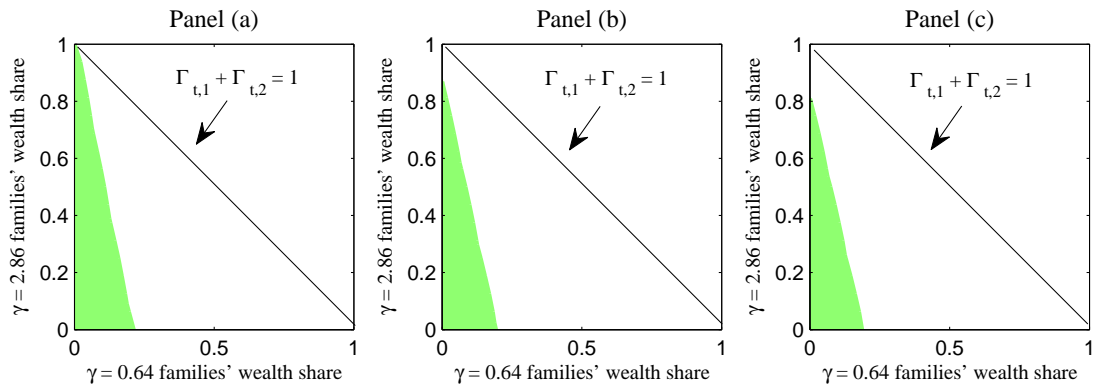 Panel (a)
γ = 2.86 families' wealth share
1
0.8
0.6
0.4
0.2
0
Γt,1 + Γt,2 = 1
0
0.5
1
γ = 0.64 families' wealth share
Panel (b)
γ = 2.86 families' wealth share
1
0.8
0.6
0.4
0.2
0
Γt,1 + Γt,2 = 1
0
0.5
1
γ = 0.64 families' wealth share
Panel (c)
γ = 2.86 families' wealth share
1
0.8
0.6
0.4
0.2
0
Γt,1 + Γt,2 = 1
0
0.5
1
γ = 0.64 families' wealth share